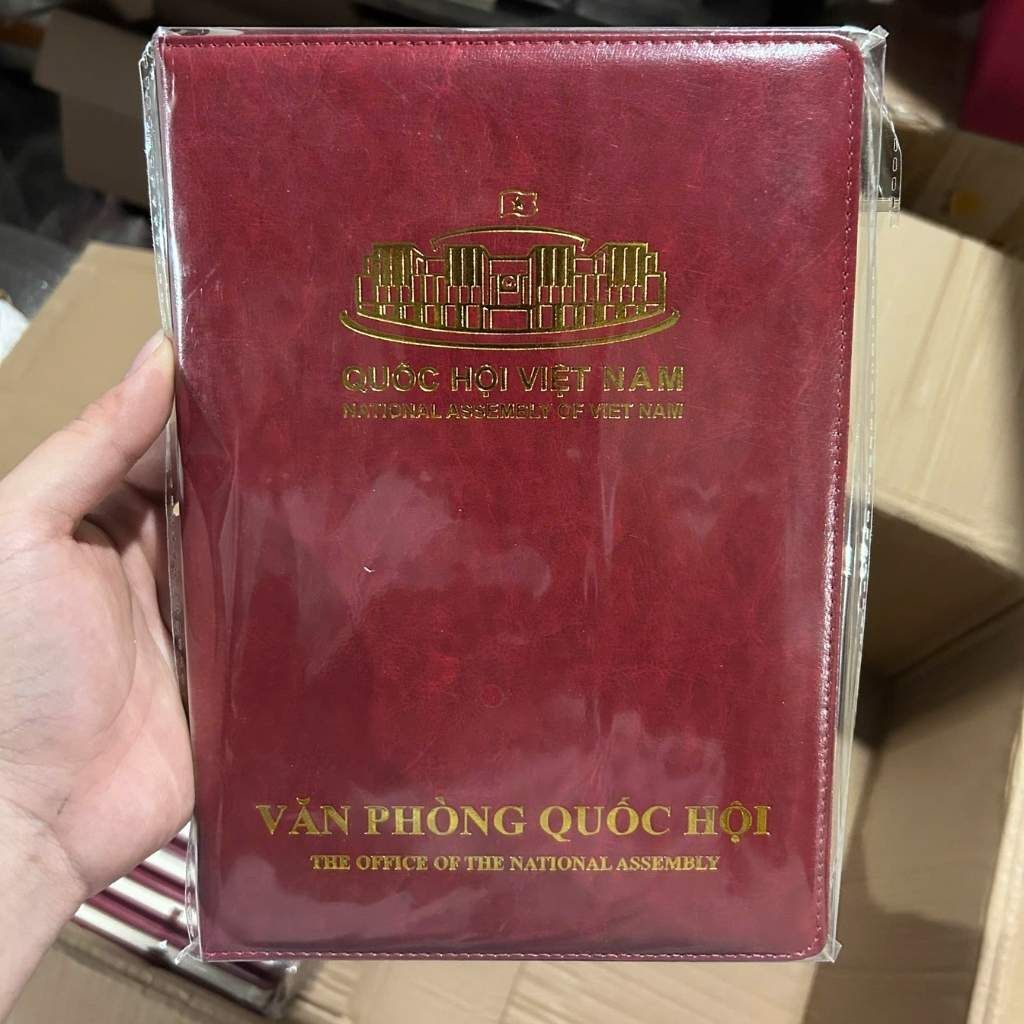 QUỐC HỘI VIỆT NAM
NATIONAL ASSEMBLY OF VIET NAM
VĂN PHÒNG QUỐC HỘI
THE OFFICE OF THE NATIONAL ASSEMBLY